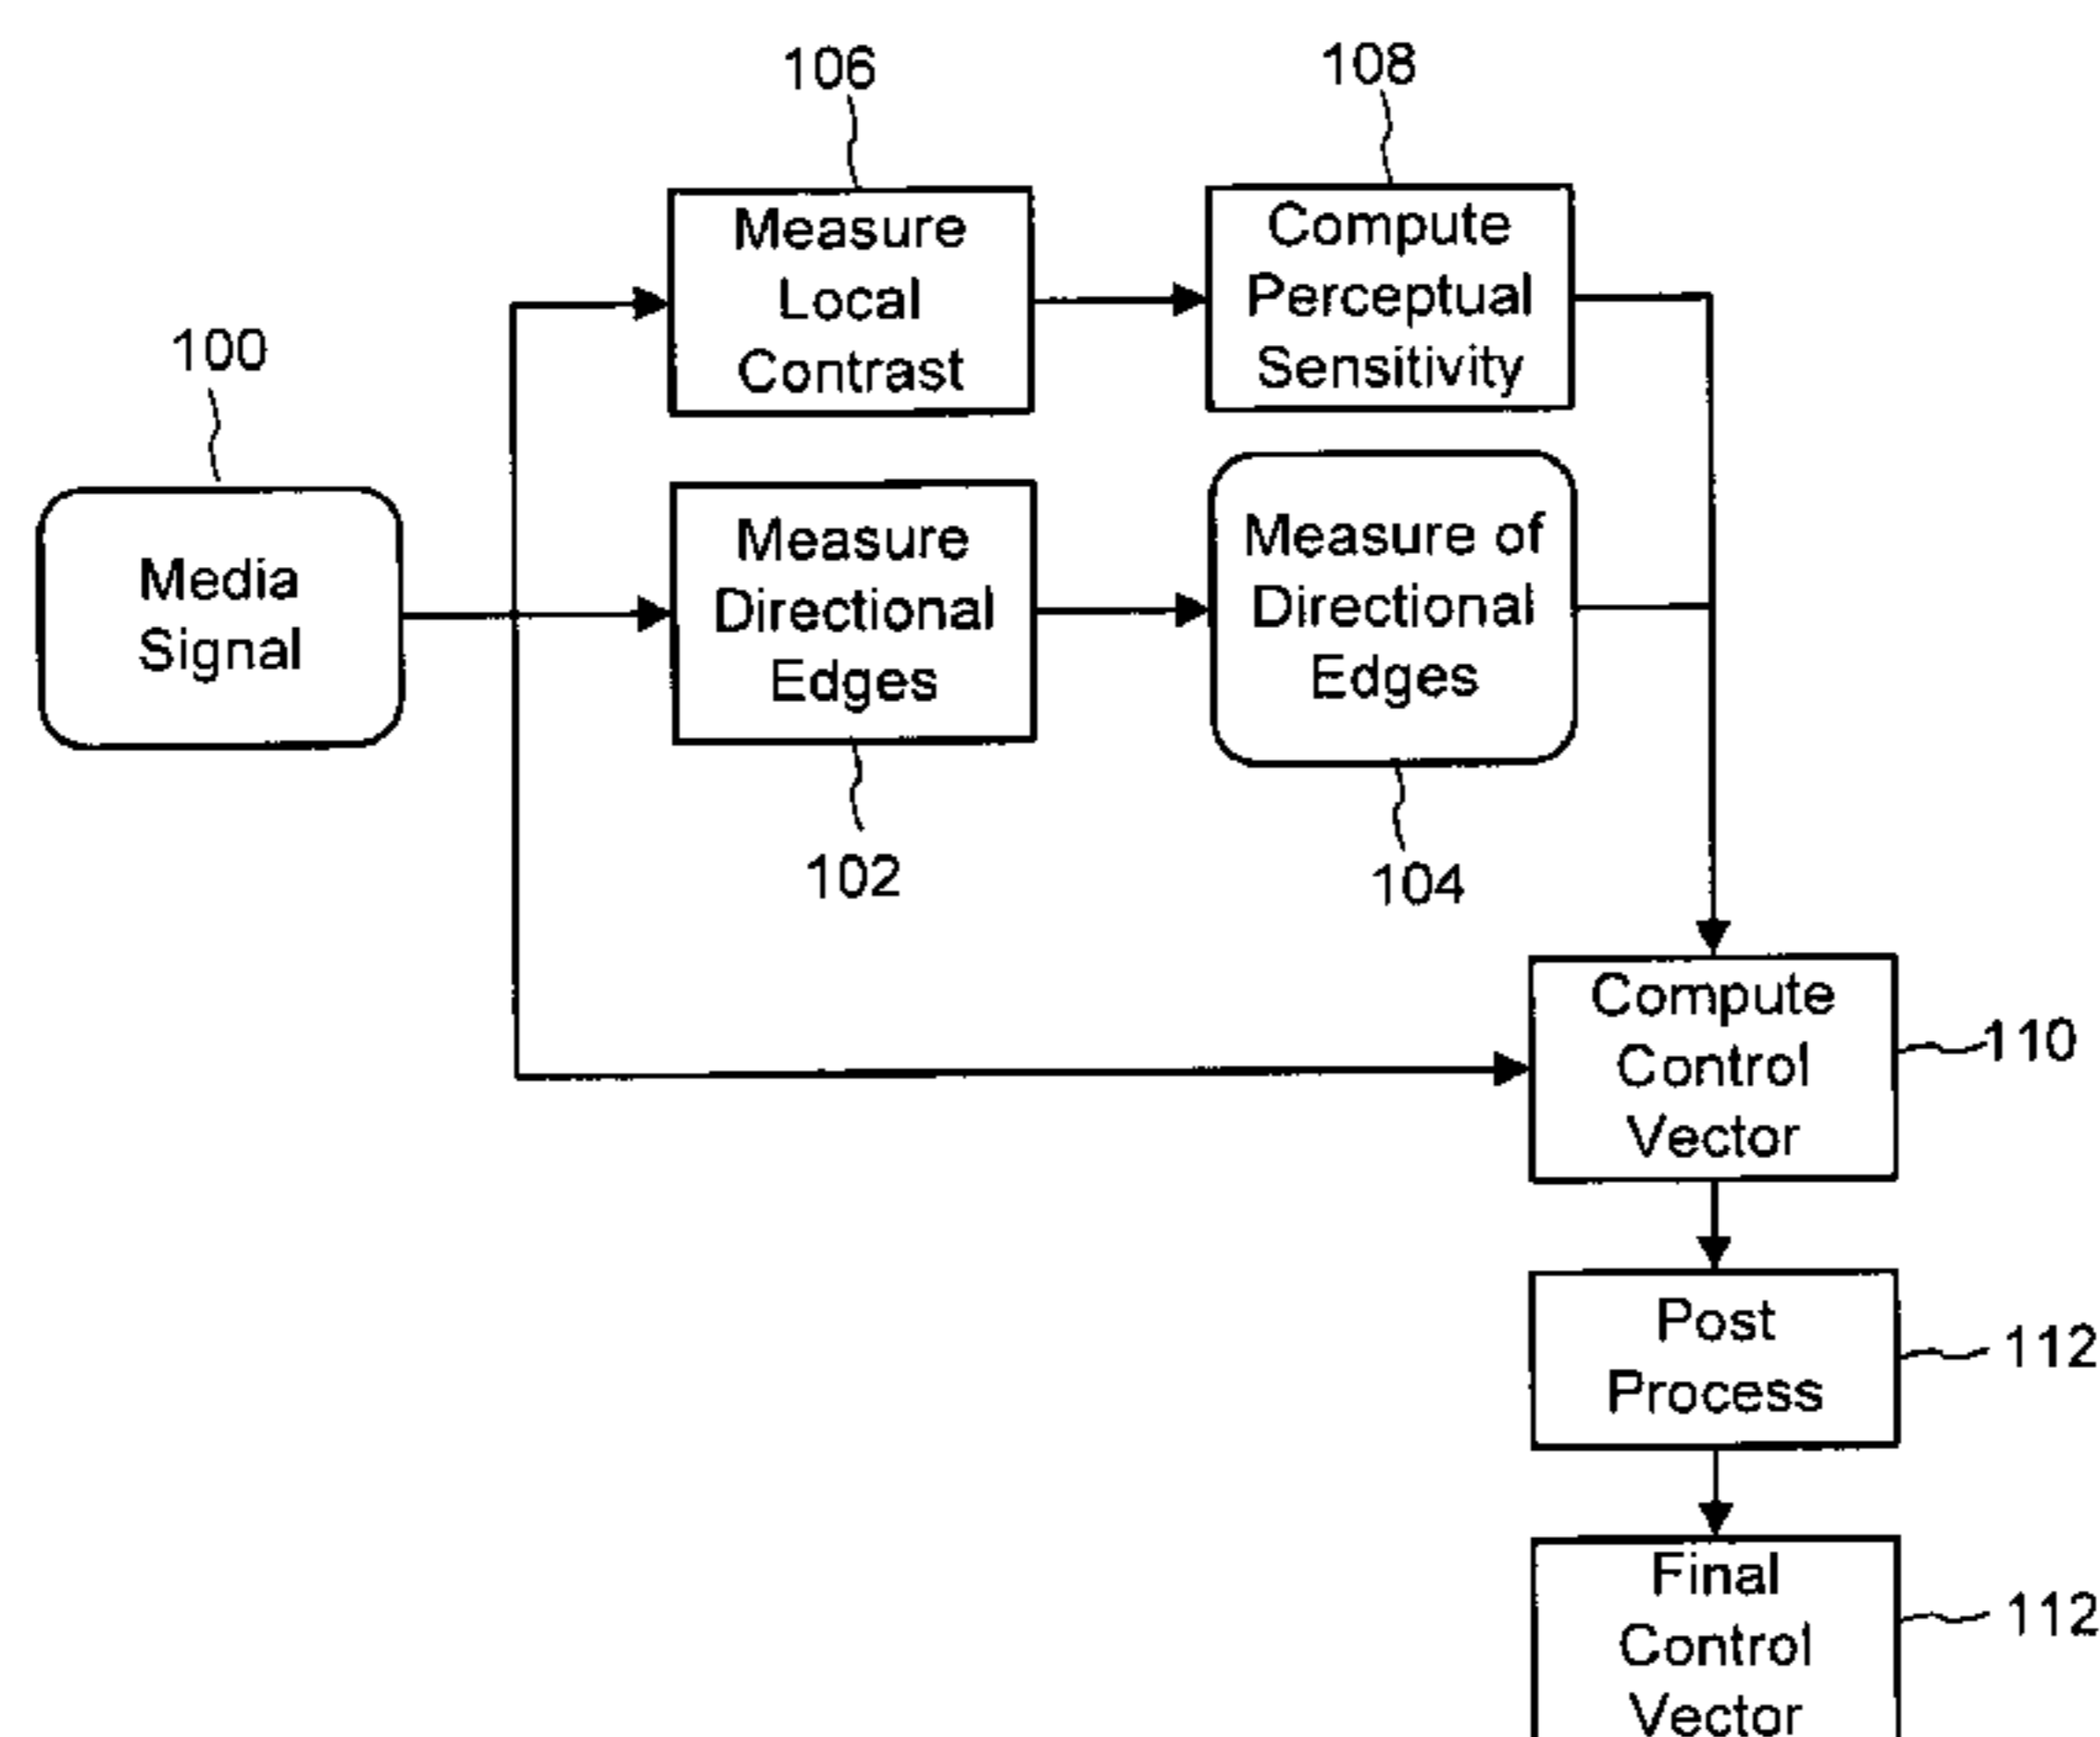 106
108
Measure
Local
Contrast
Compute
Perceptual
Sensitivity
100
Media
Signal
Measure
Directional
Edges
Measure of
Directional
Edges
102
104
Compute
Control
Vector
110
Post
Process
112
Final
Control
Vector
112